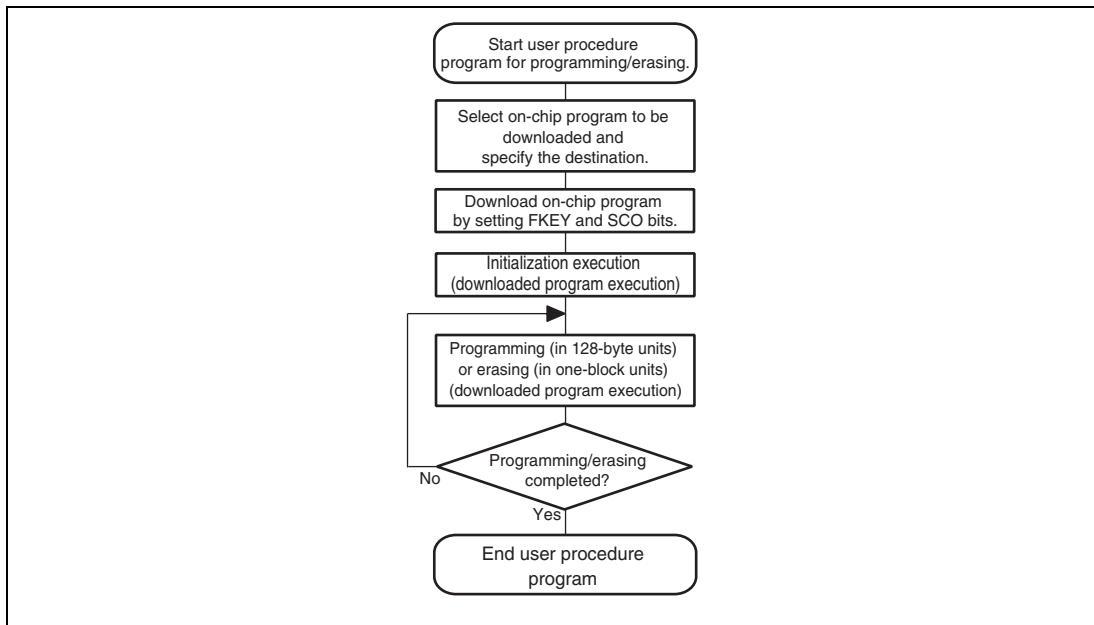 Start user procedure
program for programming/erasing.
Select on-chip program to be
downloaded and
specify the destination.
Download on-chip program
by setting FKEY and SCO bits.
Initialization execution
(downloaded program execution)
Programming (in 128-byte units)
or erasing (in one-block units)
(downloaded program execution)
Programming/erasing
completed?
No
Yes
End user procedure
program